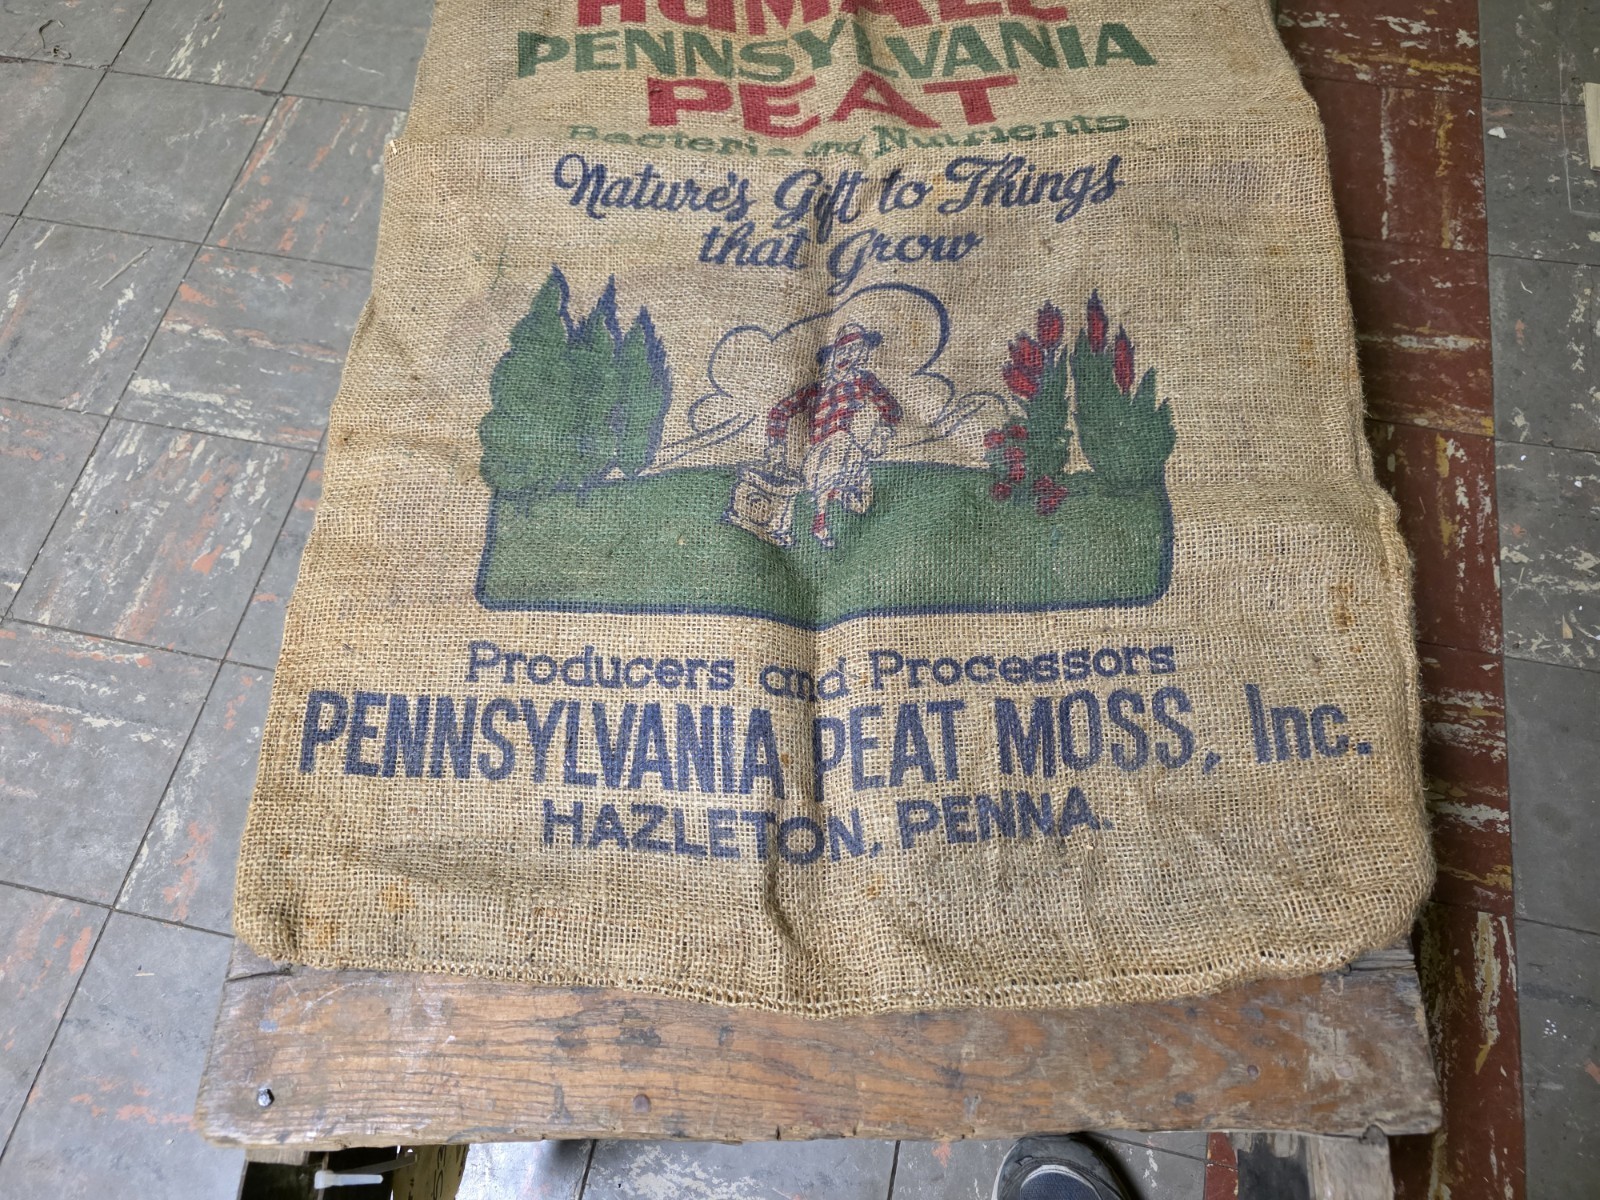 PENNSYLVANIA
PEAT
Bacteria and Nutrients
Nature's Gift to Things
that Grow
Producers and Processors
PENNSYLVANIA PEAT MOSS, Inc.
HAZLETON, PENNA.